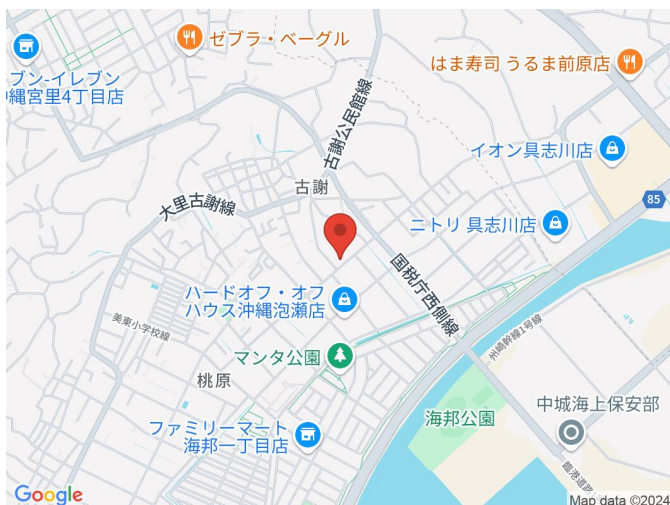 ゼブラ・ベーグル
ブン-イレブン
縄宮里4丁目店
はま寿司 うるま前原店
古謝公民館線
イオン具志川店
古謝
85
大里古謝線
ニトリ 具志川店
国税庁西側線
ハードオフ・オフ
ハウス沖縄泡瀬店
美東小学校線
州崎幹線1号線
マンタ公園
桃原
海邦公園
中城海上保安部
ファミリーマート
海邦一丁目店
臨港道路
Google
Map data ©2024